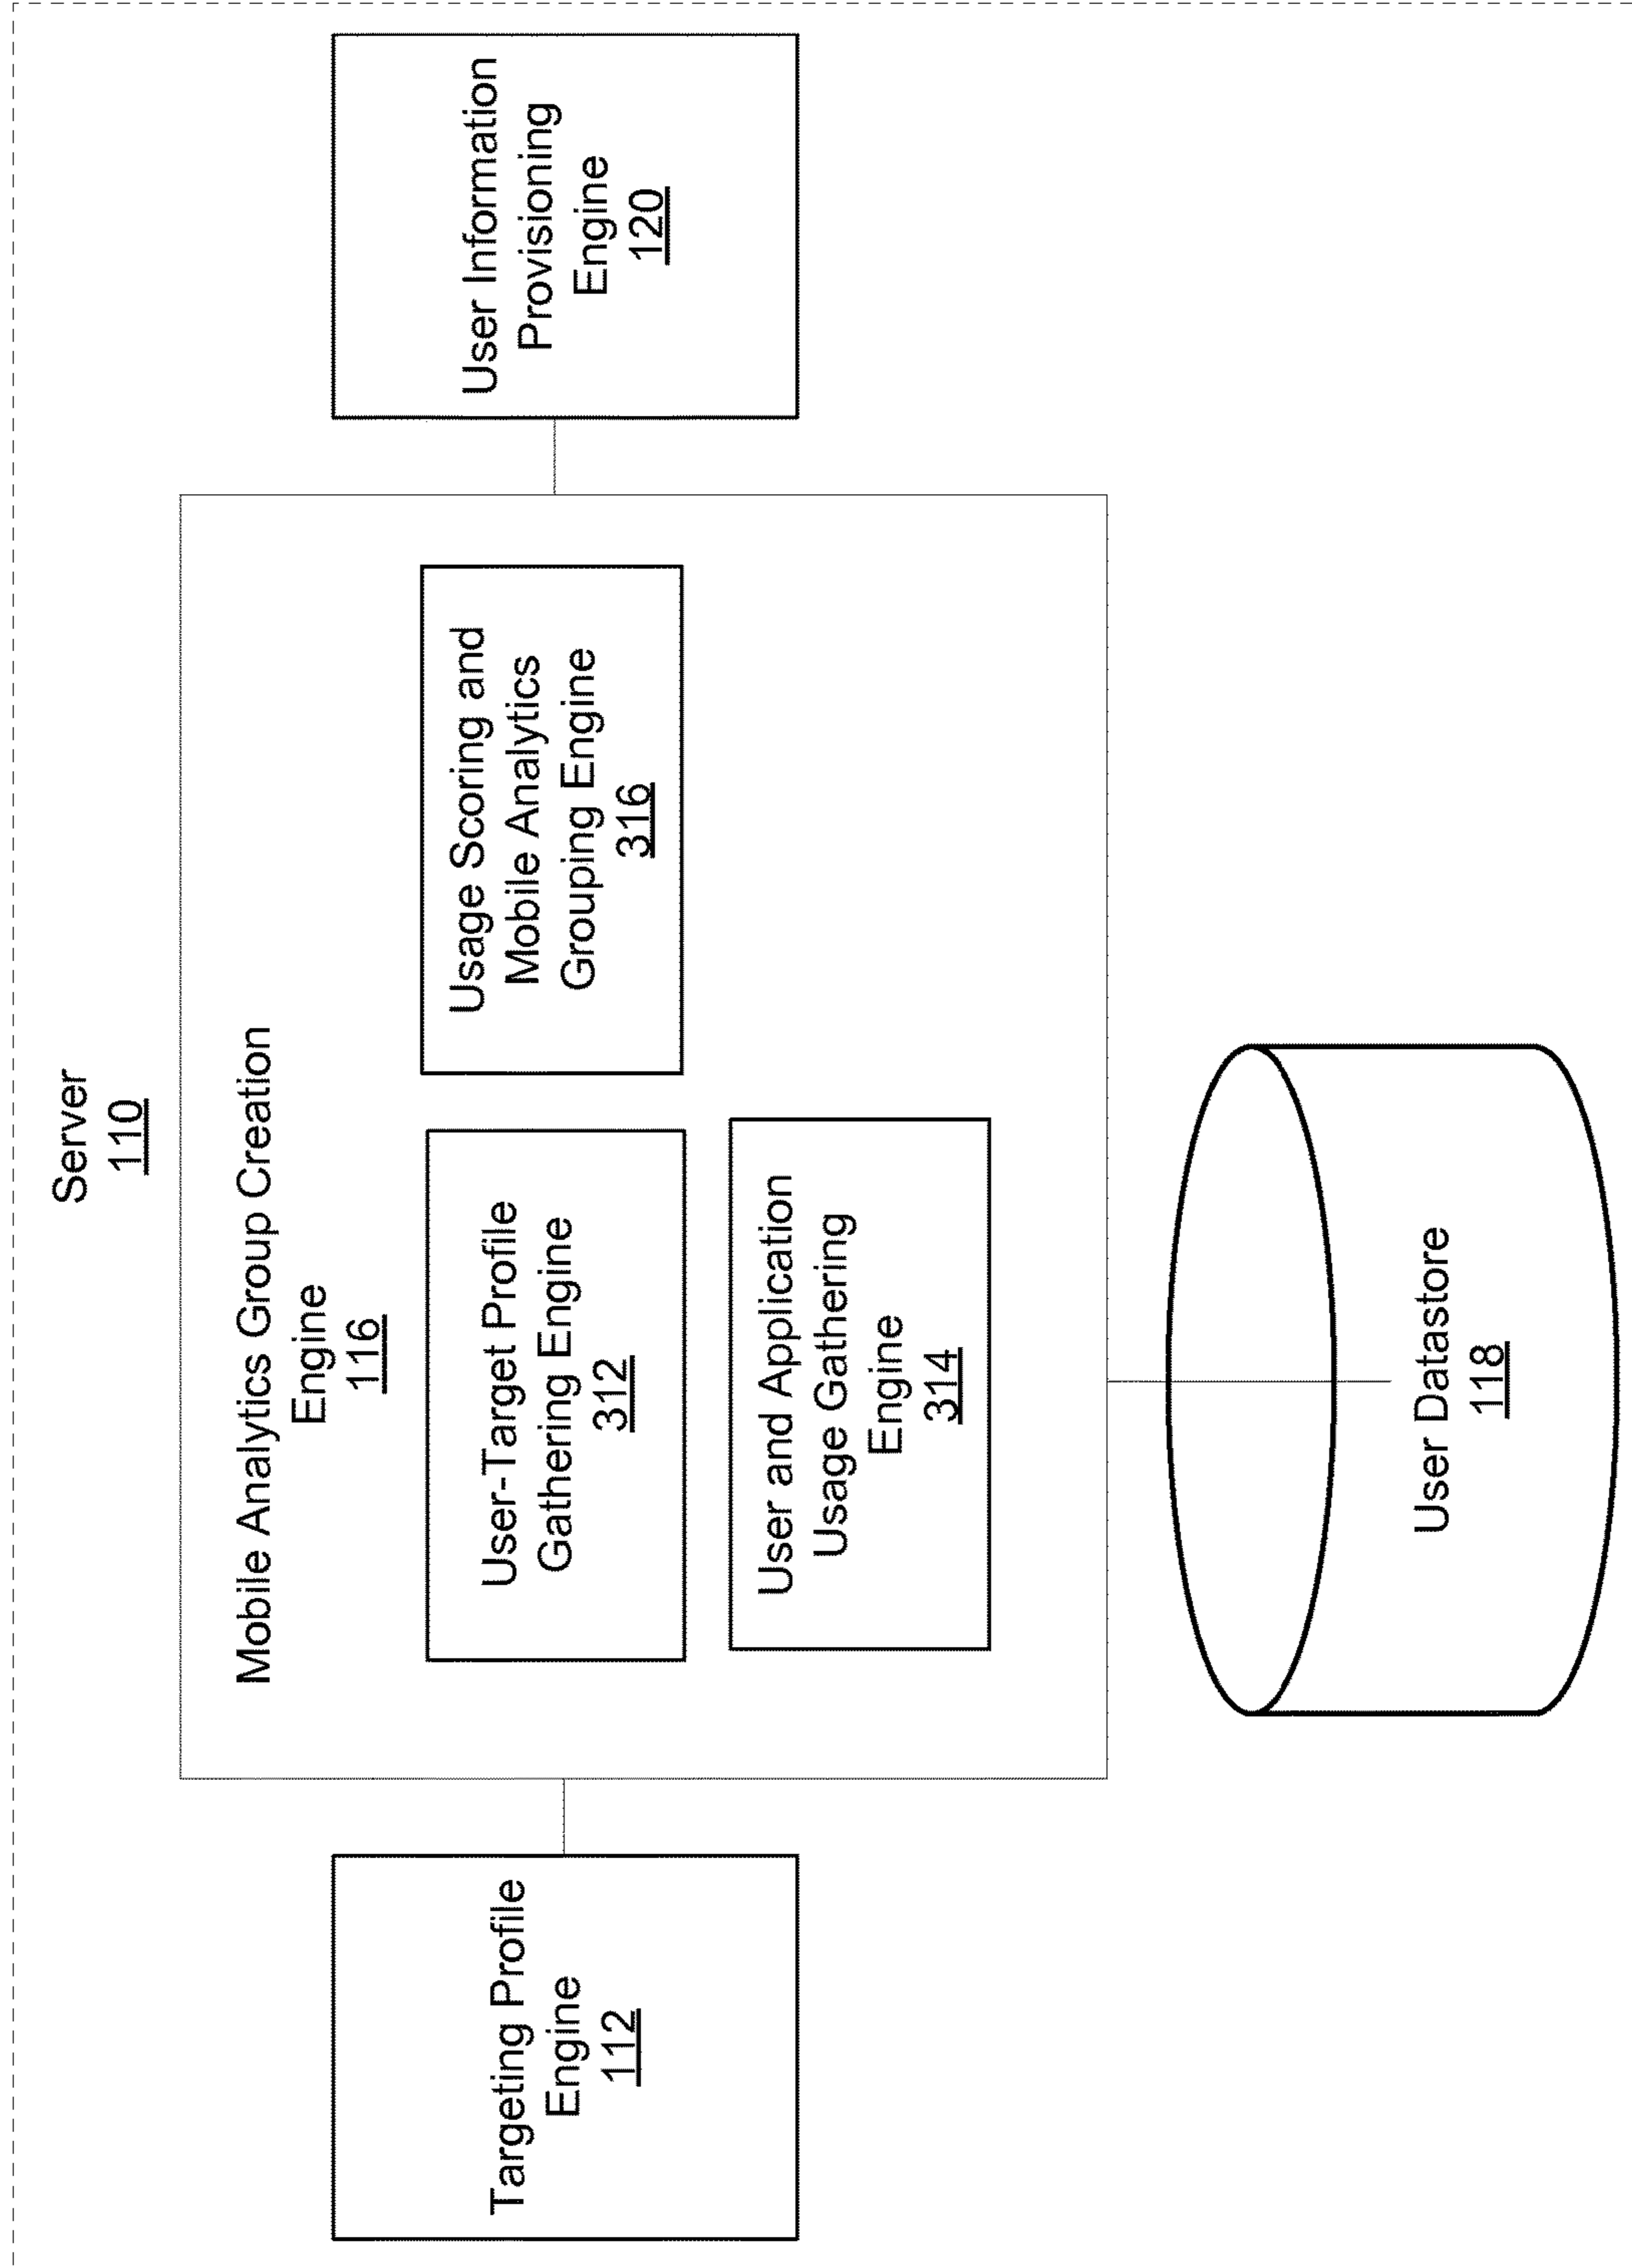 Server
110
Mobile Analytics Group Creation
Engine
116
Targeting Profile
Engine
112
User-Target Profile
Gathering Engine
312
Usage Scoring and
Mobile Analytics
Grouping Engine
316
User Information
Provisioning
Engine
120
User and Application
Usage Gathering
Engine
314
User Datastore
118